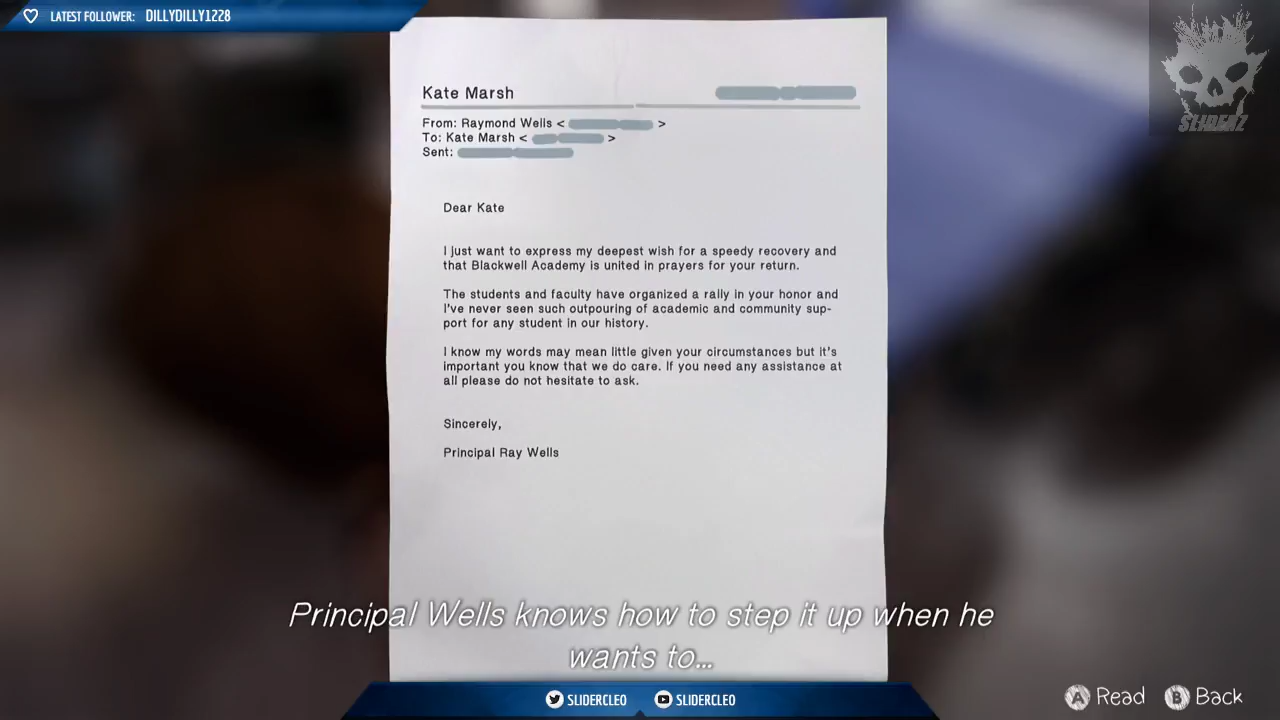 LATEST FOLLOWER: DILLYDILLY1228
SLIDERZ
Kate Marsh
From: Raymond Wells < >
To: Kate Marsh < >
Sent:
Dear Kate
I just want to express my deepest wish for a speedy recovery and
that Blackwell Academy is united in prayers for your return.
The students and faculty have organized a rally in your honor and
I've never seen such outpouring of academic and community sup-
port for any student in our history.
I know my words may mean little given your circumstances but it's
important you know that we do care. If you need any assistance at
all please do not hesitate to ask.
Sincerely,
Principal Ray Wells
Principal Wells knows how to step it up when he
wants to...
SLIDERCLEO SLIDERCLEO
A Read B Back